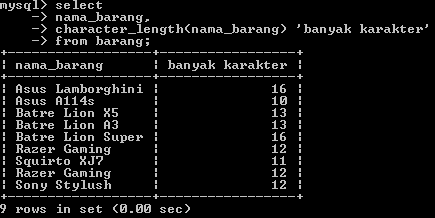 mysql> select
    -> nama_barang,
    -> character_length(nama_barang) 'banyak karakter'
    -> from barang;
+------------------+-----------------+
| nama_barang      | banyak karakter |
+------------------+-----------------+
| Asus Lamborghini |              16 |
| Asus A114s       |              10 |
| Batre Lion X5    |              13 |
| Batre Lion A3    |              13 |
| Batre Lion Super |              16 |
| Razer Gaming     |              12 |
| Squirto XJ7      |              11 |
| Razer Gaming     |              12 |
| Sony Stylush     |              12 |
+------------------+-----------------+
9 rows in set (0.00 sec)